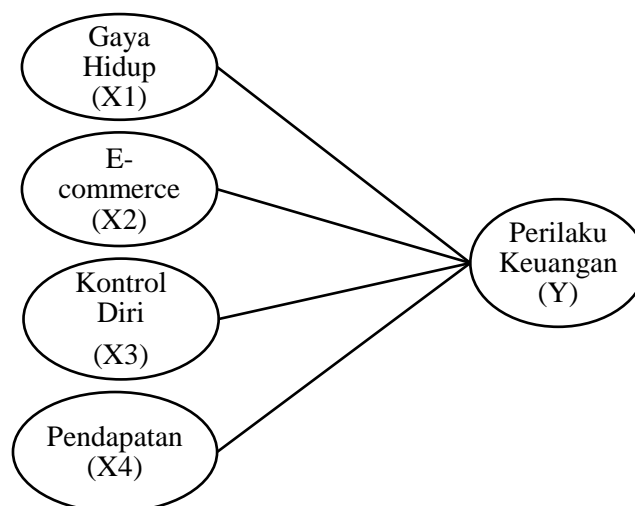 Gaya
Hidup
(X1)
E-
commerce
(X2)
Kontrol
Diri
(X3)
Pendapatan
(X4)
Perilaku
Keuangan
(Y)